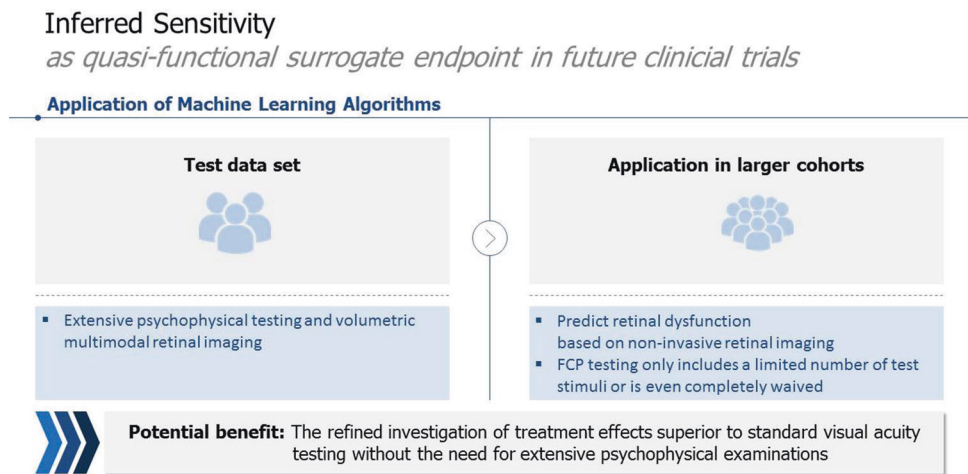 Inferred Sensitivity
as quasi-functional surrogate endpoint in future clinicial trials
Application of Machine Learning Algorithms
Test data set
▪ Extensive psychophysical testing and volumetric
multimodal retinal imaging
Application in larger cohorts
▪ Predict retinal dysfunction
based on non-invasive retinal imaging
▪ FCP testing only includes a limited number of test
stimuli or is even completely waived
Potential benefit: The refined investigation of treatment effects superior to standard visual acuity
testing without the need for extensive psychophysical examinations